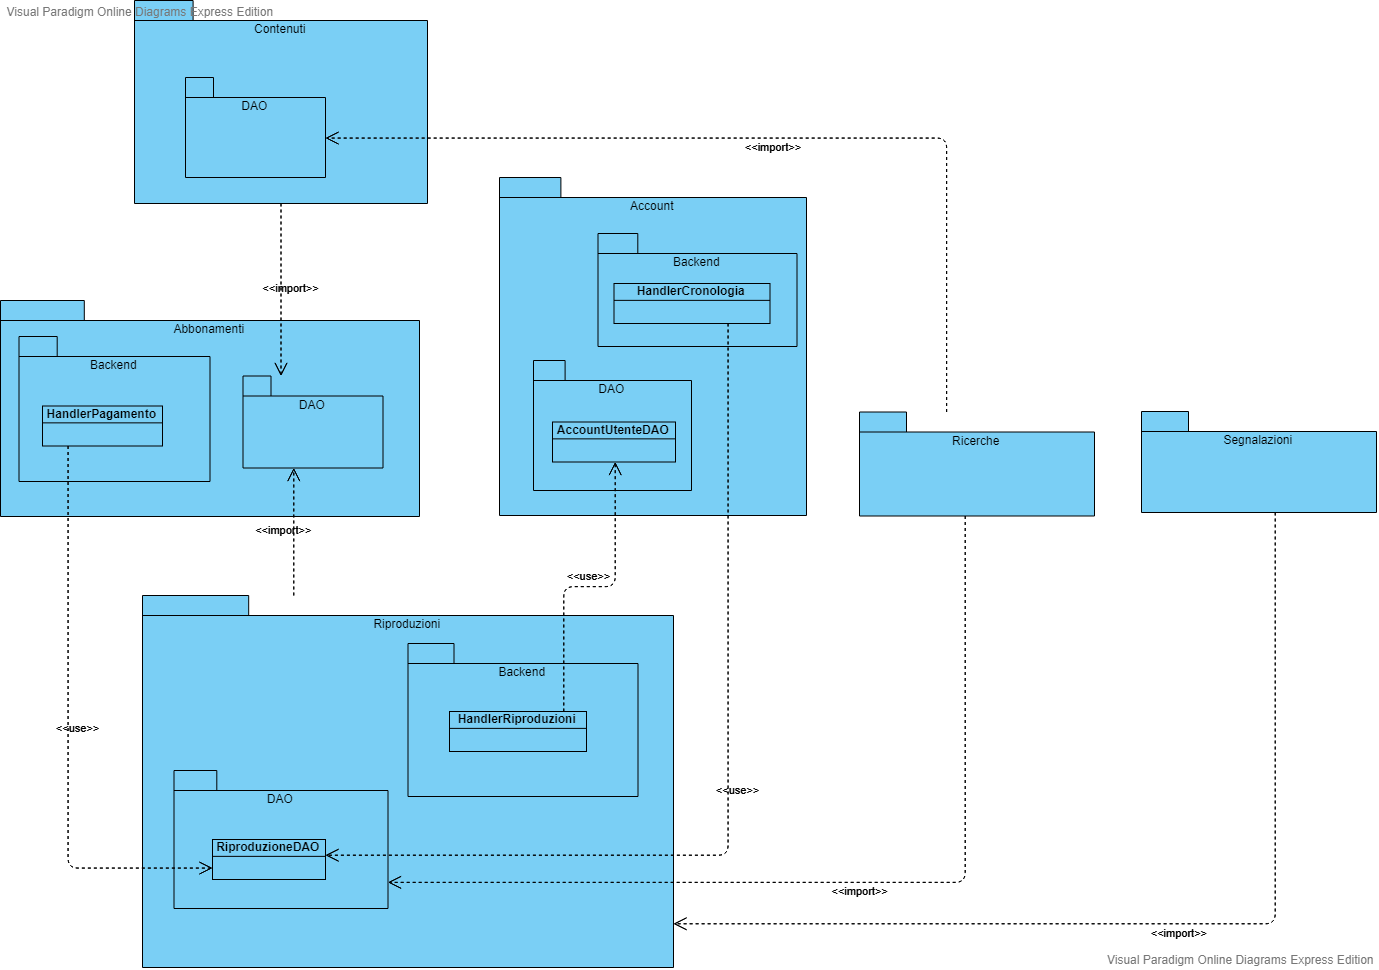 Visual Paradigm Online Diagrams Express Edition
Contenuti
DAO
<<import>>
Account
Backend
HandlerCronologia
<<import>>
Abbonamenti
Backend
HandlerPagamento
DAO
DAO
AccountUtenteDAO
Ricerche
Segnalazioni
<<import>>
<<use>>
Riproduzioni
Backend
HandlerRiproduzioni
<<use>>
<<use>>
DAO
RiproduzioneDAO
<<import>>
<<import>>
Visual Paradigm Online Diagrams Express Edition